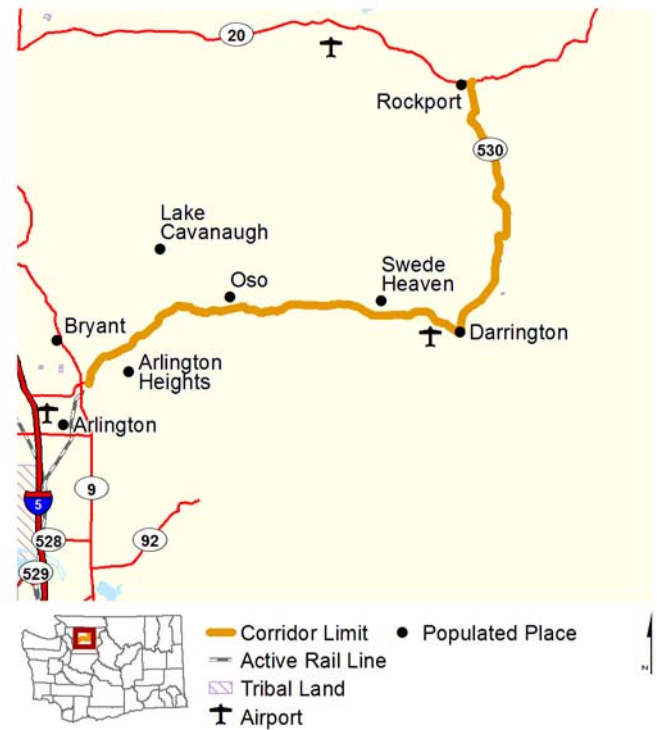 20
Rockport
530
Lake
Cavanaugh
Oso
Swede
Heaven
Bryant
Darrington
Arlington
Heights
Arlington
9
5
528
92
529
Corridor Limit
Populated Place
Active Rail Line
Tribal Land
Airport
N